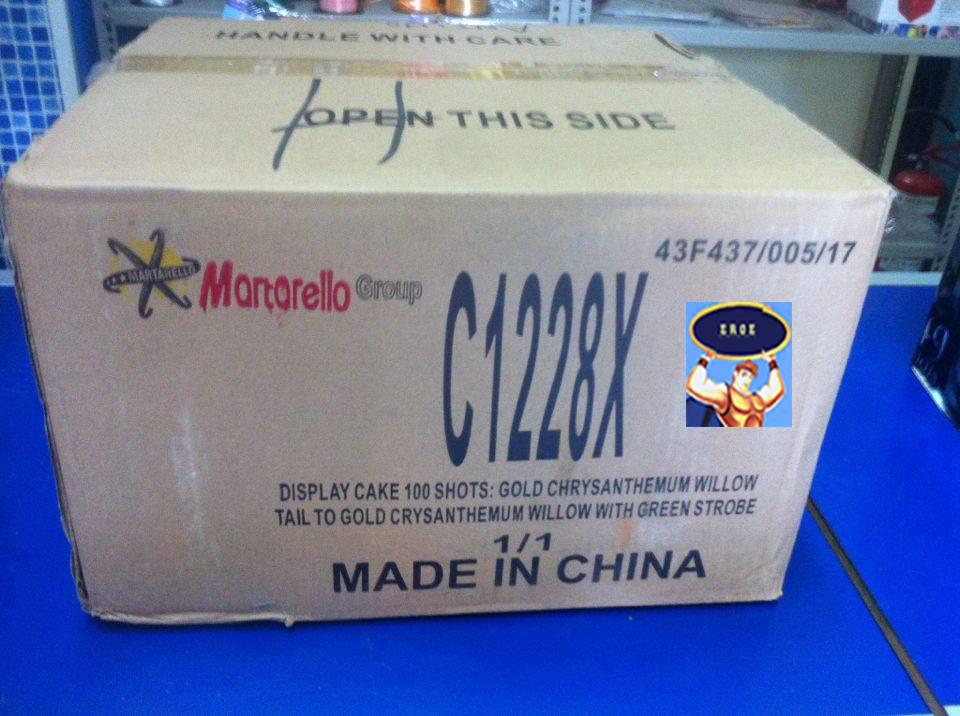 HANDLE WITH CARE
OPEN THIS SIDE
43F437/005/17
MARTARELLO
Martarello Group
C1228X
DISPLAY CAKE 100 SHOTS: GOLD CHRYSANTHEMUM WILLOW
TAIL TO GOLD CRYSANTHEMUM WILLOW WITH GREEN STROBE
1/1
MADE IN CHINA